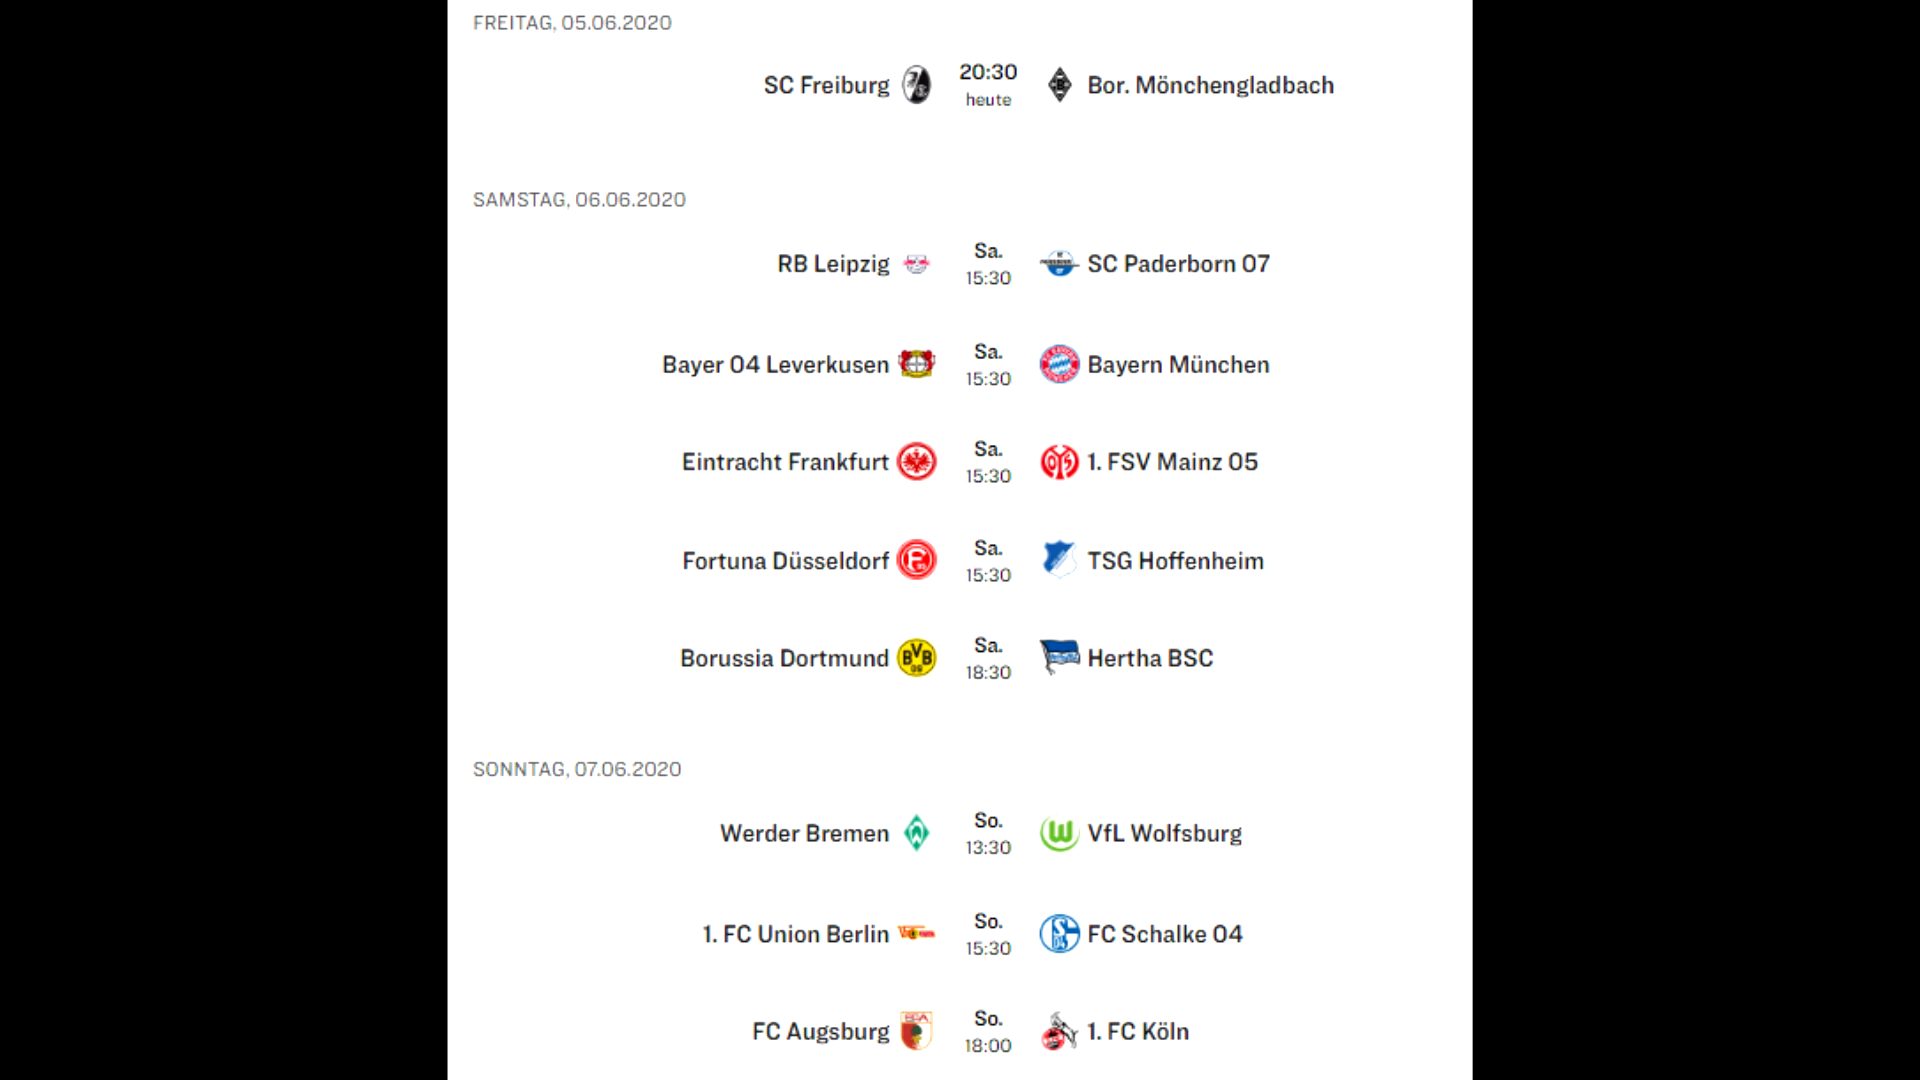 FREITAG, 05.06.2020
SC Freiburg 20:30 Bor. Mönchengladbach
heute
SAMSTAG, 06.06.2020
RB Leipzig Sa. SC Paderborn 07
15:30
Bayer 04 Leverkusen Sa. Bayern München
15:30
Eintracht Frankfurt Sa. 1. FSV Mainz 05
15:30
Fortuna Düsseldorf Sa. TSG Hoffenheim
15:30
Borussia Dortmund BVB 09 Sa. Hertha BSC
18:30
SONNTAG, 07.06.2020
Werder Bremen So. VfL Wolfsburg
13:30
1. FC Union Berlin So. FC Schalke 04
15:30
FC Augsburg So. 1. FC Köln
18:00